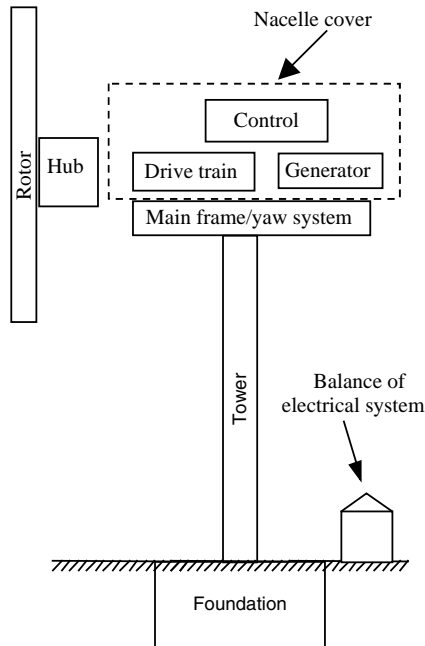 Nacelle cover
Control
Rotor
Hub
Drive train
Generator
Main frame/yaw system
Tower
Balance of
electrical system
Foundation